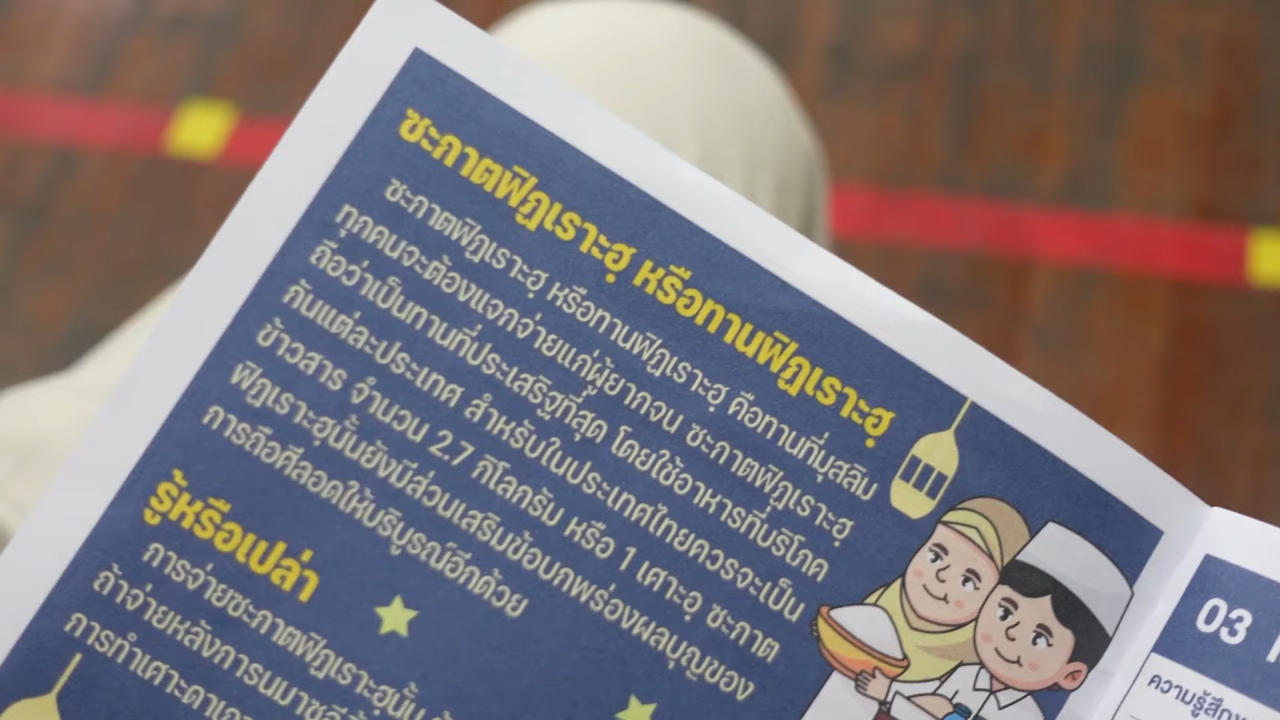 ซะกาตฟิฏเราะฮฺ หรือทานฟิฏเราะฮฺ
ซะกาตฟิฏเราะฮฺ หรือทานฟิฏเราะฮฺ คือทานที่มุสลิม
ทุกคนจะต้องแจกจ่ายแก่ผู้ยากจน ซะกาตฟิฏเราะฮฺ
ถือว่าเป็นทานที่ประเสริฐที่สุด โดยใช้อาหารที่บริโภค
กันแต่ละประเทศ สำหรับในประเทศไทยควรจะเป็น
ข้าวสาร จำนวน 2.7 กิโลกรัม หรือ 1 เศาะอฺ ซะกาต
ฟิฏเราะฮฺนั้นยังมีส่วนเสริมข้อบกพร่องผลบุญของ
การถือศีลอดให้บริบูรณ์อีกด้วย
รู้หรือเปล่า
การจ่ายซะกาตฟิฏเราะฮฺนั้น
ถ้าจ่ายหลังการนมาซ
การทำเศาะดาเ
03
ความรู้สึก